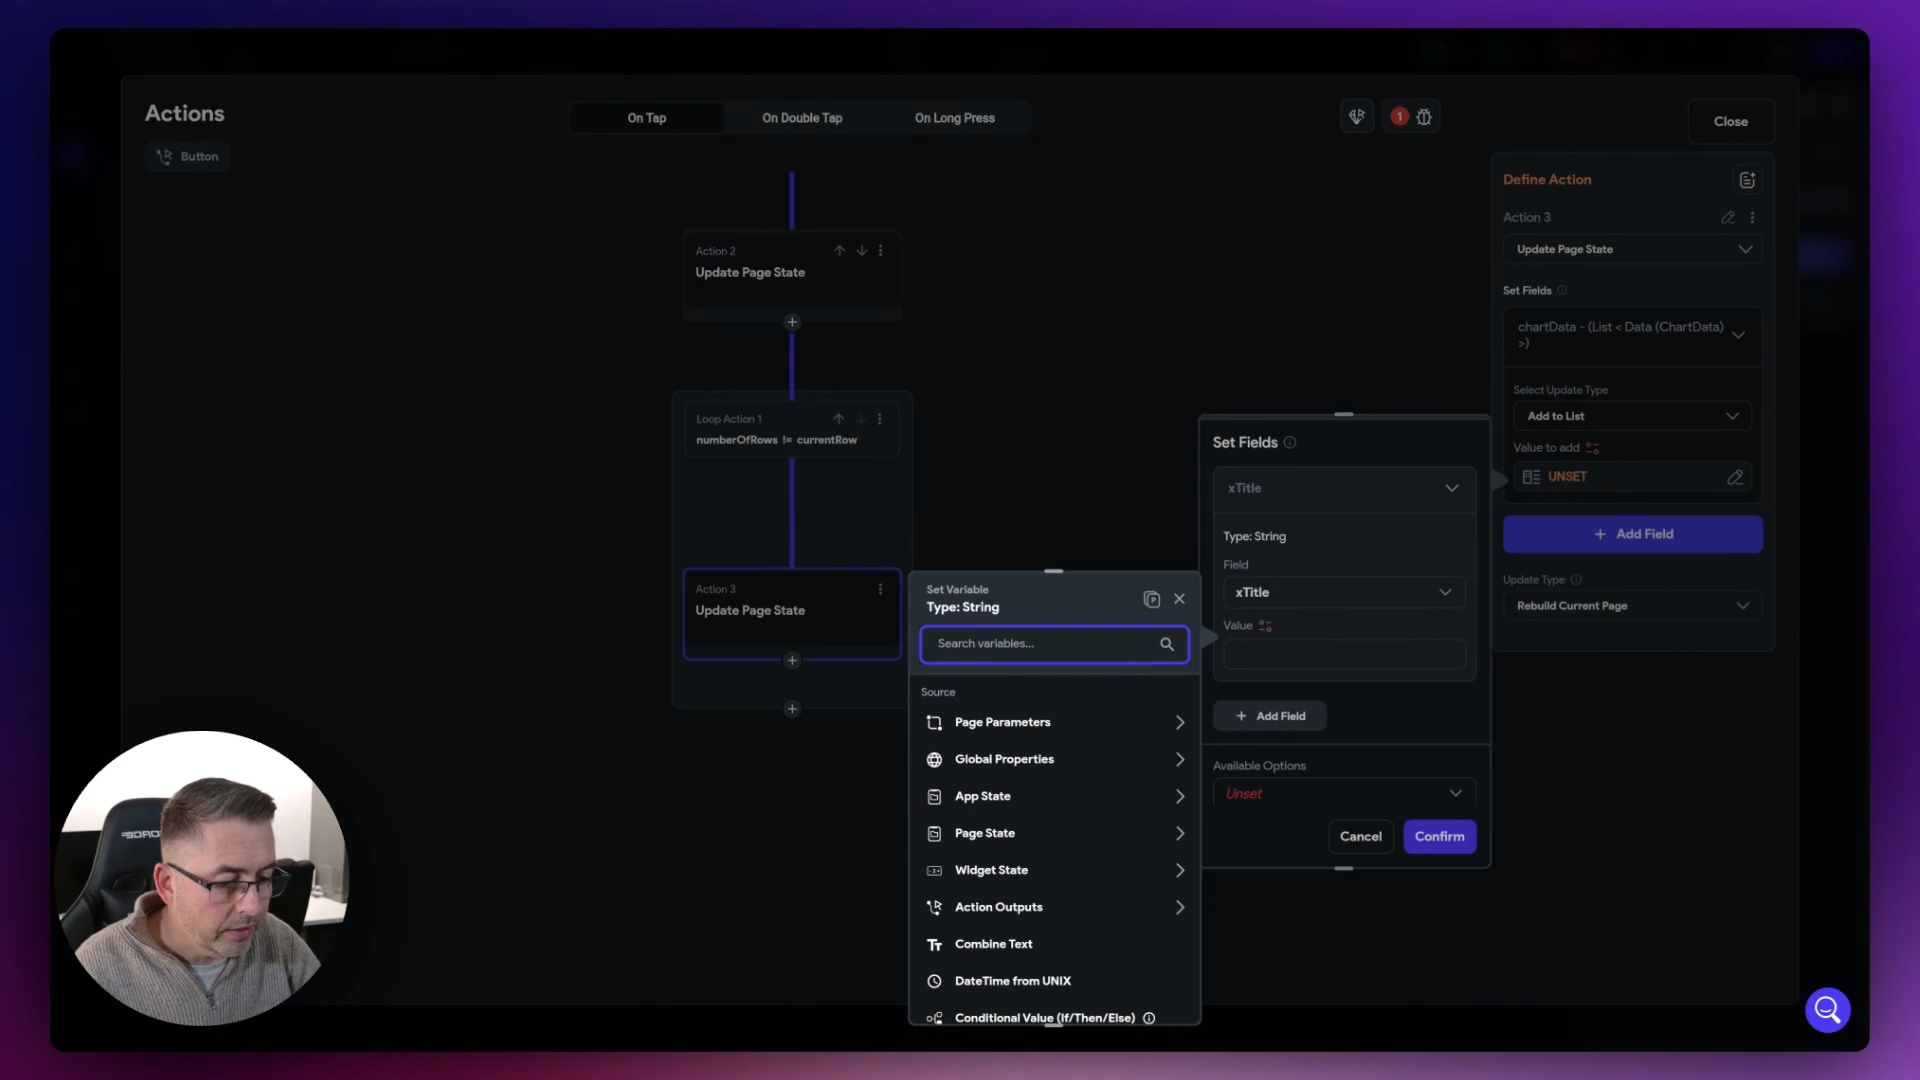 Actions
On Tap
On Double Tap
On Long Press
1
Close
Button
Action 2
Update Page State
Loop Action 1
numberOfRows != currentRow
Action 3
Update Page State
Set Variable
Type: String
Search variables...
Source
Page Parameters
Global Properties
App State
Page State
Widget State
Action Outputs
Combine Text
DateTime from UNIX
Conditional Value (If/Then/Else)
Set Fields
xTitle
Type: String
Field
xTitle
Value
+ Add Field
Available Options
Unset
Cancel
Confirm
Define Action
Action 3
Update Page State
Set Fields
chartData - (List < Data (ChartData)
>)
Select Update Type
Add to List
Value to add
UNSET
+ Add Field
Update Type
Rebuild Current Page